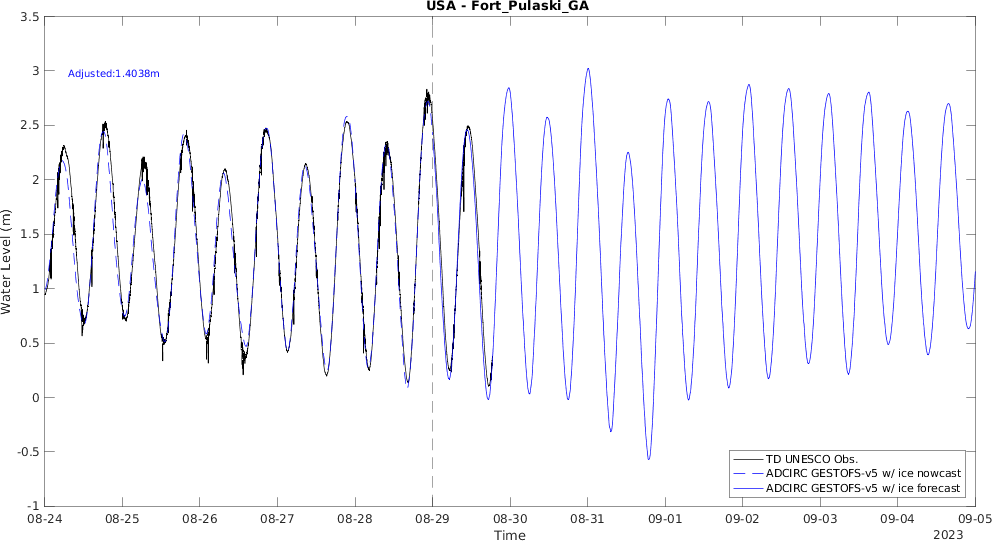 USA - Fort_Pulaski_GA
3.5
3
2.5
2
1.5
1
0.5
0
-0.5
-1
Water Level (m)
Adjusted:1.4038m
TD UNESCO Obs.
ADCIRC GESTOFS-v5 w/ ice nowcast
ADCIRC GESTOFS-v5 w/ ice forecast
08-24 08-25 08-26 08-27 08-28 08-29 08-30 08-31 09-01 09-02 09-03 09-04 09-05
Time
2023